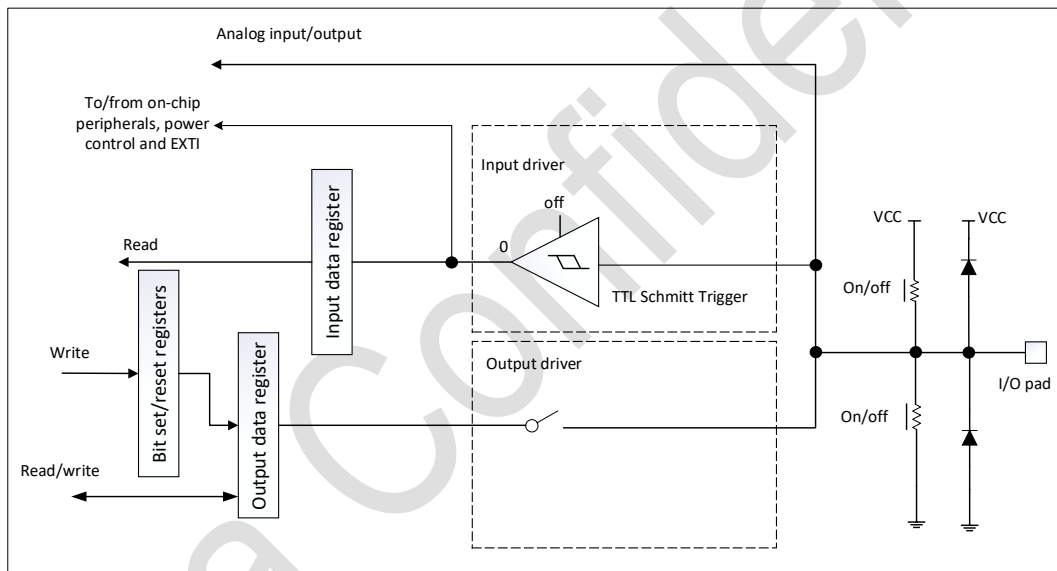 Analog input/output
To/from on-chip
peripherals, power
control and EXTI
Input driver
off
0
TTL Schmitt Trigger
Read
Input data register
Write
Bit set/reset registers
Output data register
Read/write
Output driver
VCC
VCC
On/off
On/off
I/O pad
Confiden